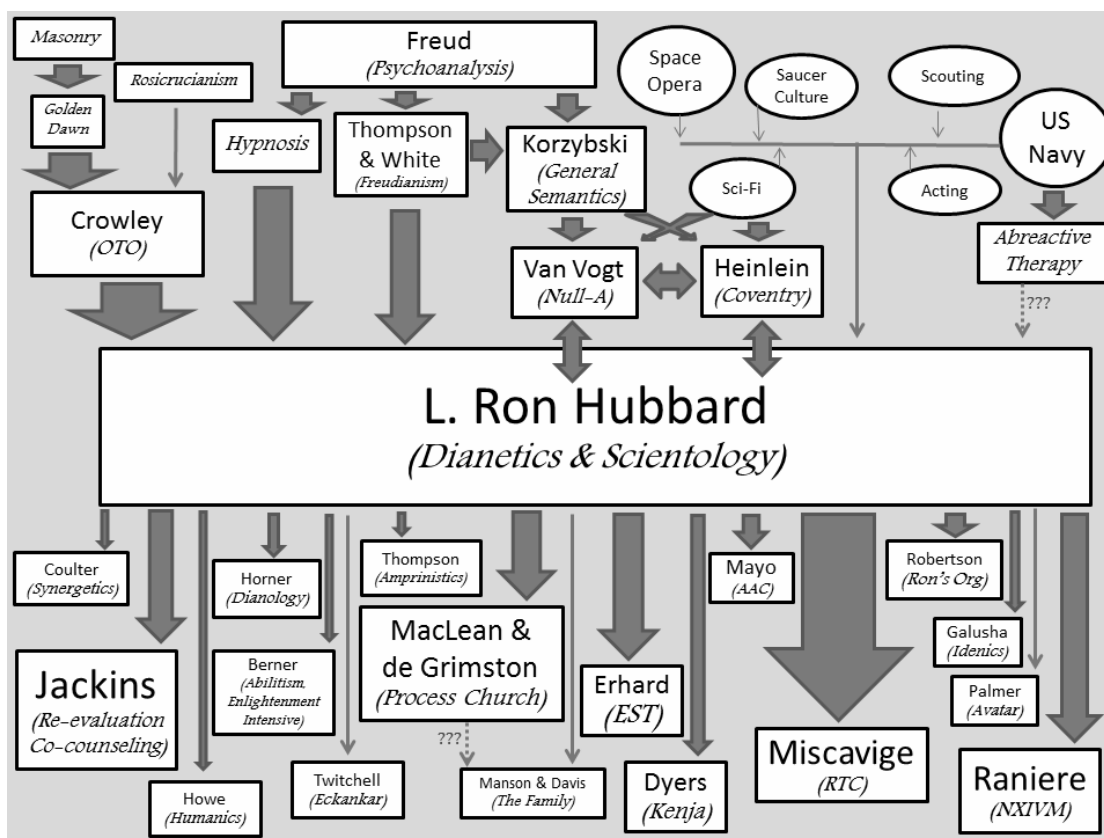 Masonry
Rosicrucianism
Golden
Dawn
Crowley
(OTO)
Freud
(Psychoanalysis)
Hypnosis
Thompson
& White
(Freudianism)
Korzybski
(General
Semantics)
Van Vogt
(Null-A)
Heinlein
(Coventry)
Space
Opera
Saucer
Culture
Sci-Fi
Scouting
Acting
US
Navy
Abreactive
Therapy
???
L. Ron Hubbard
(Dianetics & Scientology)
Coulter
(Synergetics)
Jackins
(Re-evaluation
Co-counseling)
Howe
(Humanics)
Horner
(Dianology)
Berner
(Abilitism,
Enlightenment
Intensive)
Twitchell
(Eckankar)
Thompson
(Amprinistics)
MacLean &
de Grimston
(Process Church)
???
Manson & Davis
(The Family)
Erhard
(EST)
Dyers
(Kenja)
Mayo
(AAC)
Miscavige
(RTC)
Robertson
(Ron's Org)
Galusha
(Idenics)
Palmer
(Avatar)
Raniere
(NXIVM)